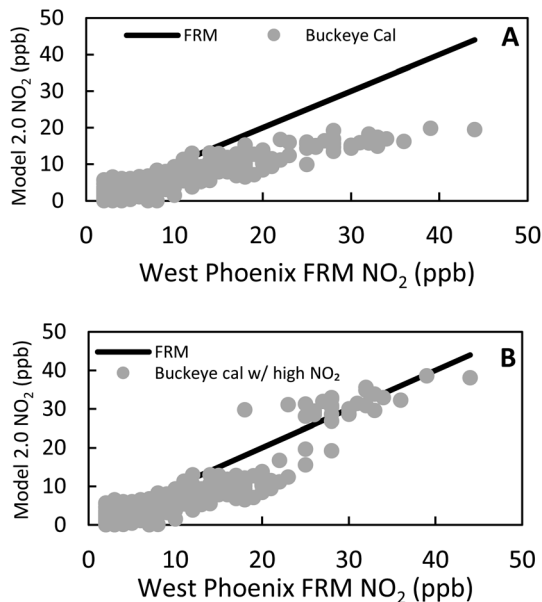 50
40
30
20
10
0
Model 2.0 NO₂ (ppb)
FRM
Buckeye Cal
A
0 10 20 30 40 50
West Phoenix FRM NO₂ (ppb)
50
40
30
20
10
0
Model 2.0 NO₂ (ppb)
FRM
Buckeye cal w/ high NO₂
B
0 10 20 30 40 50
West Phoenix FRM NO₂ (ppb)